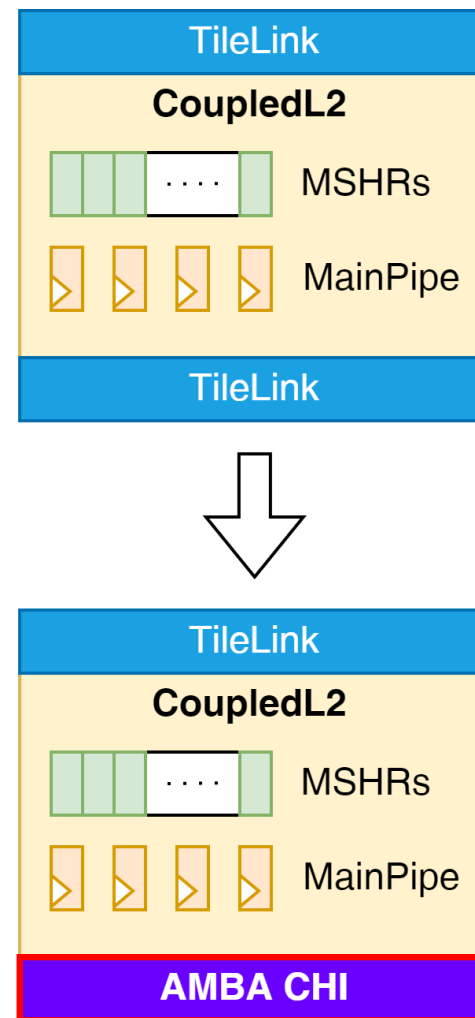 TileLink
CoupledL2
.... MSHRs
MainPipe
TileLink
TileLink
CoupledL2
.... MSHRs
MainPipe
AMBA CHI